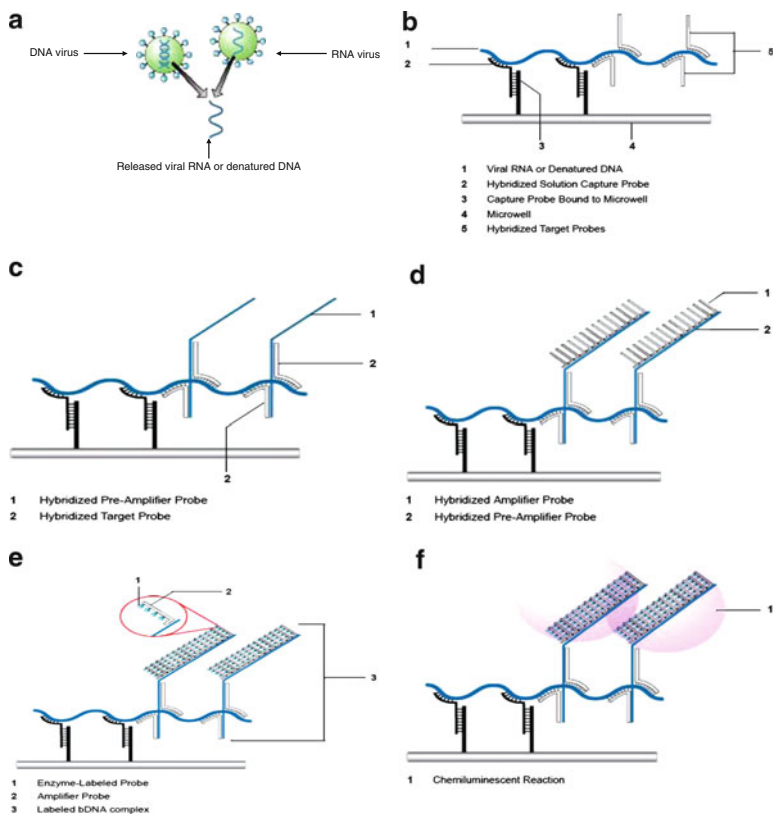 a
DNA virus
RNA virus
Released viral RNA or denatured DNA
b
1
2
5
3
4
1 Viral RNA or Denatured DNA
2 Hybridized Solution Capture Probe
3 Capture Probe Bound to Microwell
4 Microwell
5 Hybridized Target Probes
c
1
2
2
1 Hybridized Pre-Amplifier Probe
2 Hybridized Target Probe
d
1
2
1 Hybridized Amplifier Probe
2 Hybridized Pre-Amplifier Probe
e
1
2
3
1 Enzyme-Labeled Probe
2 Amplifier Probe
3 Labeled bDNA complex
f
1
1 Chemiluminescent Reaction